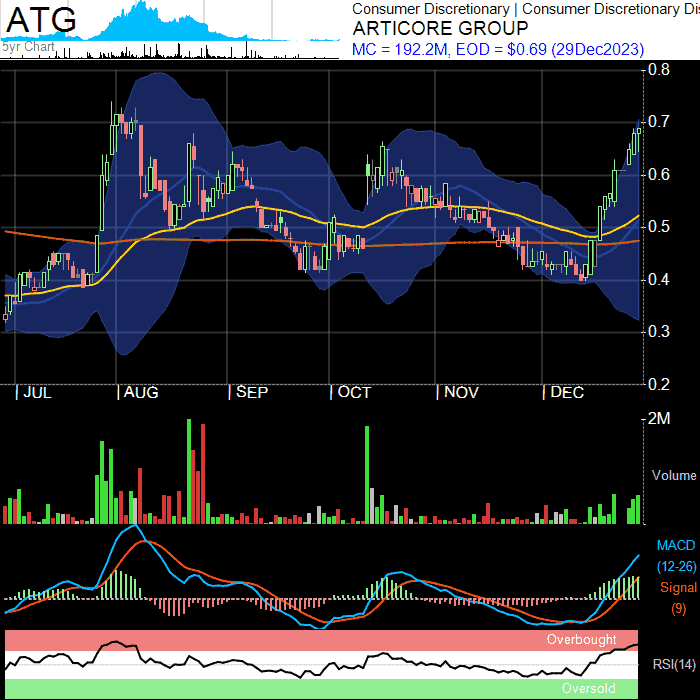 ATG
5yr Chart
Consumer Discretionary | Consumer Discretionary Dis
ARTICORE GROUP
MC = 192.2M, EOD = $0.69 (29Dec2023)
0.8
0.7
0.6
0.5
0.4
0.3
0.2
JUL AUG SEP OCT NOV DEC
2M
Volume
MACD
(12-26)
Signal
(9)
Overbought
RSI(14)
Oversold